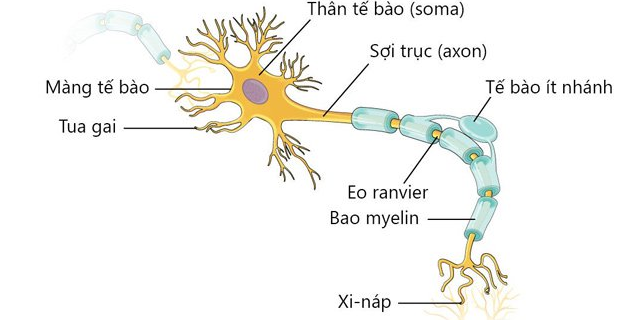 Thân tế bào (soma)
Sợi trục (axon)
Màng tế bào
Tế bào ít nhánh
Tua gai
Eo ranvier
Bao myelin
Xi-náp